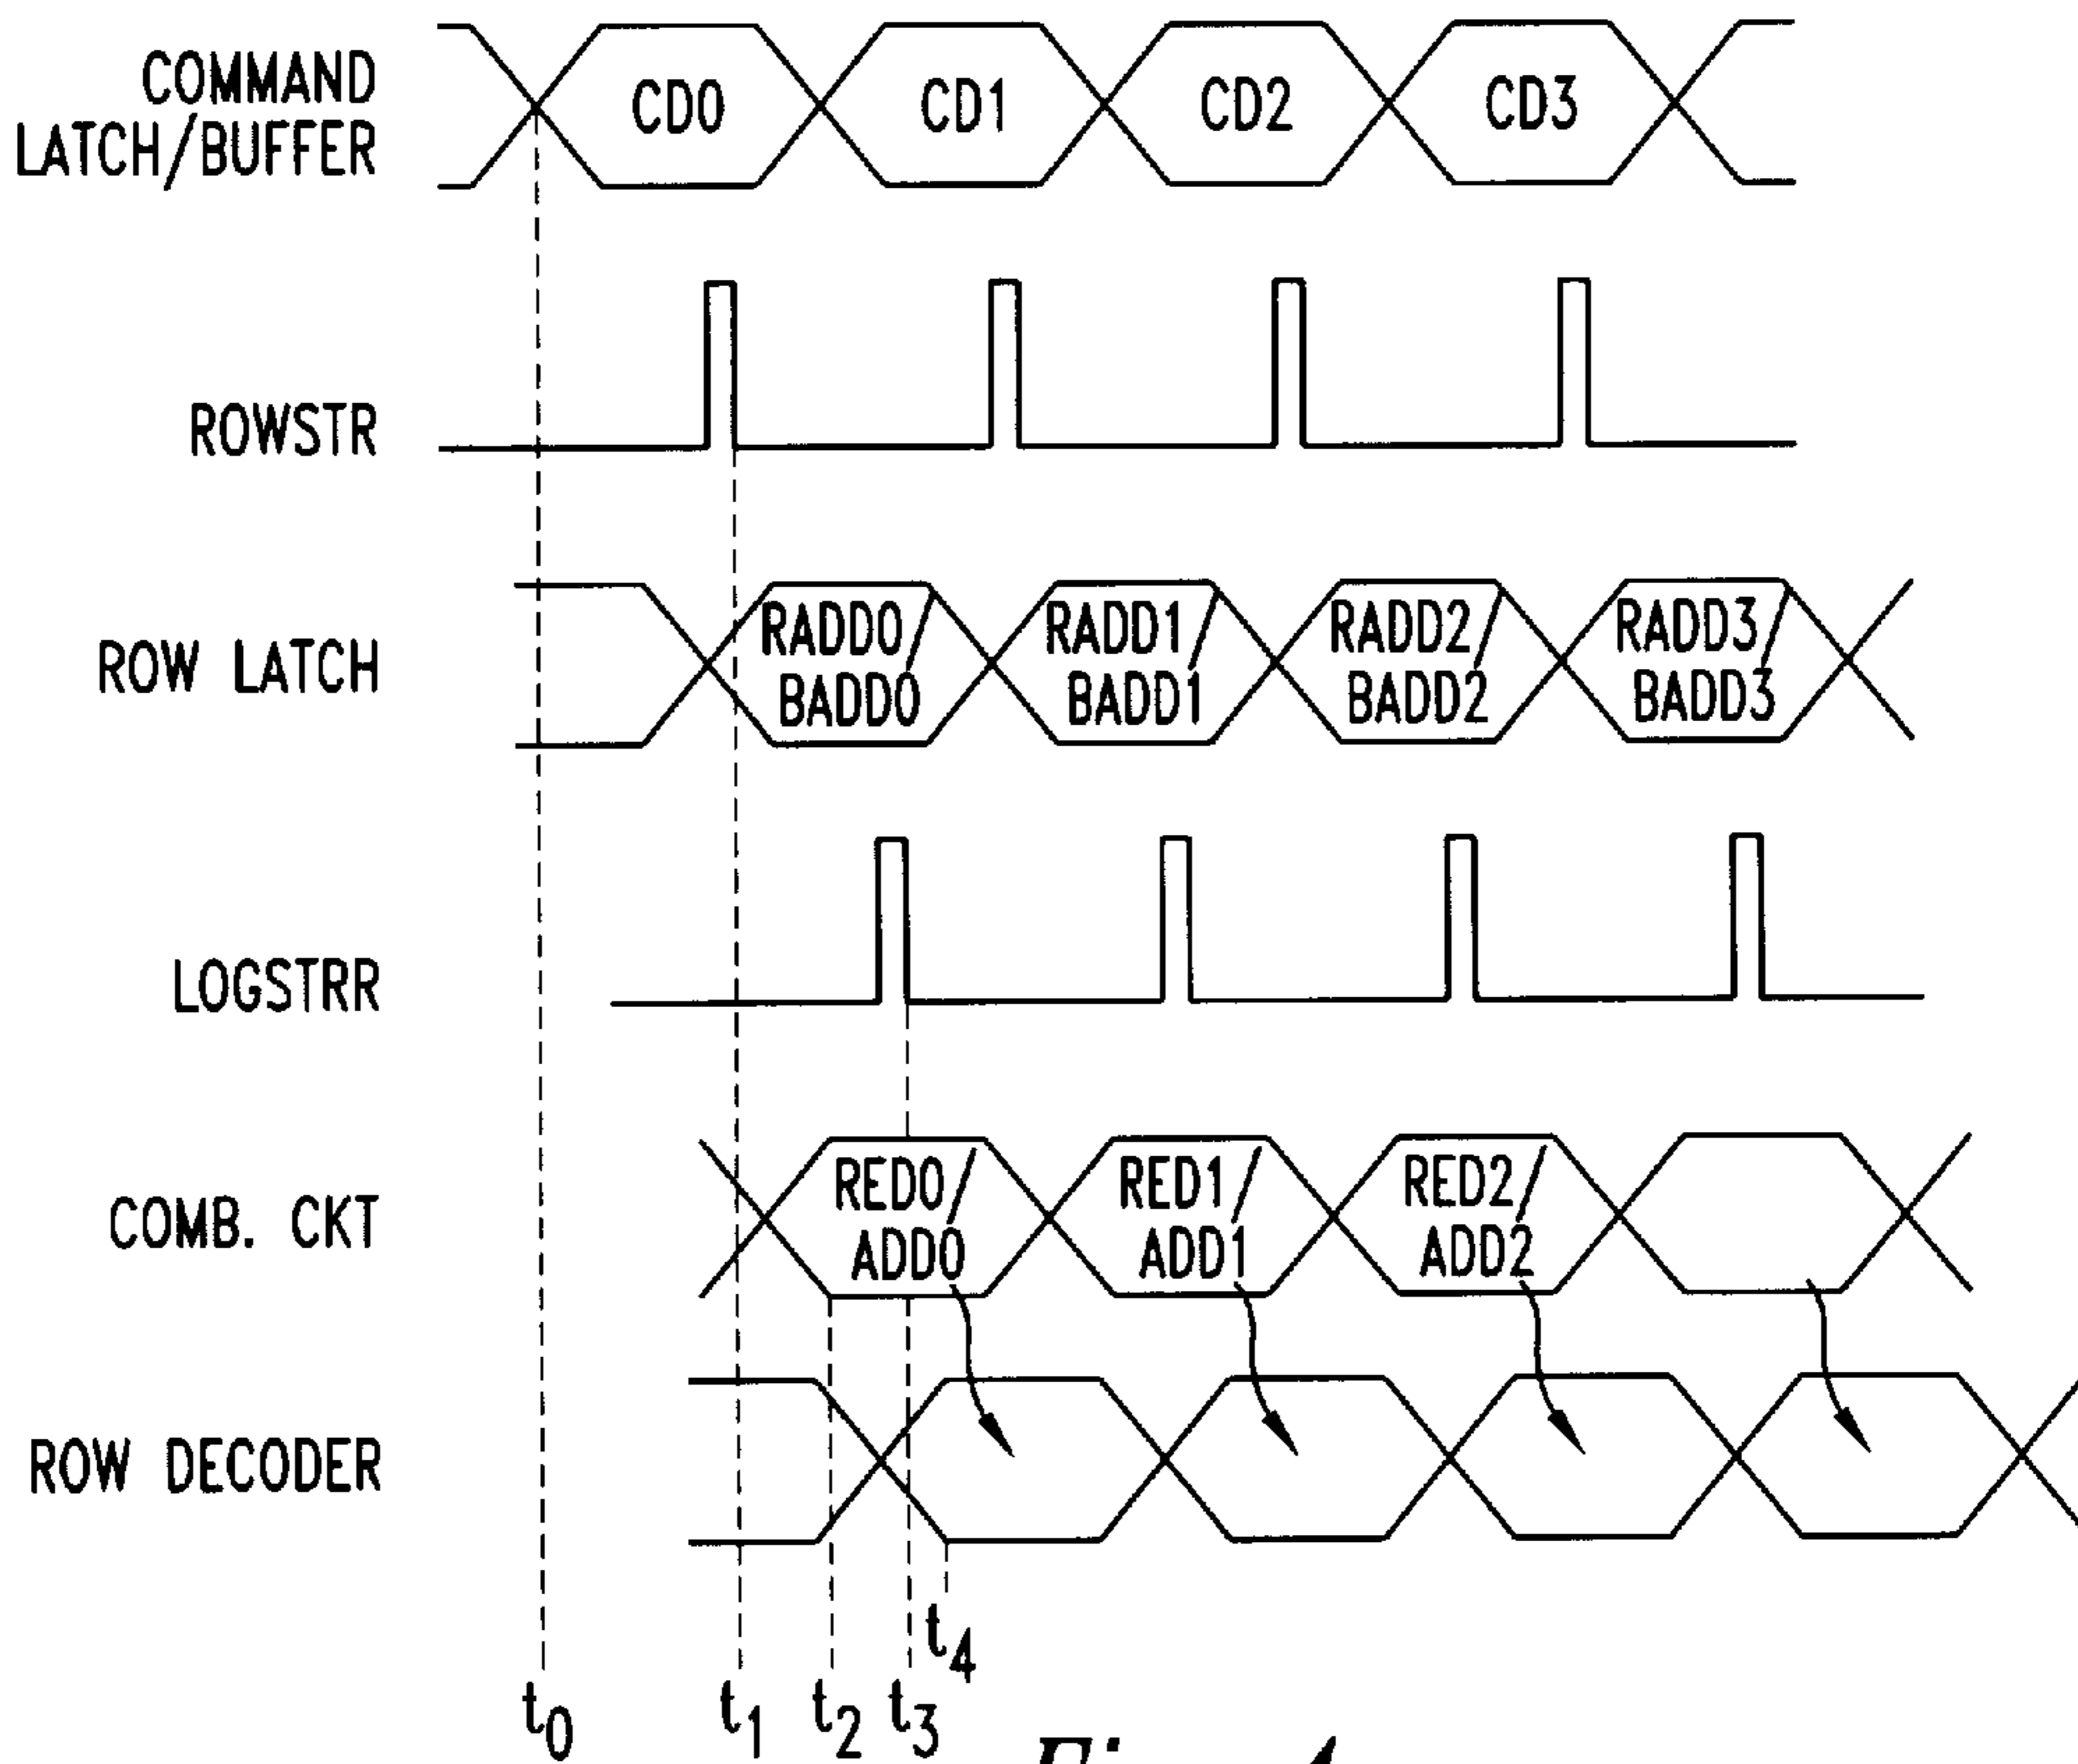 COMMAND
LATCH/BUFFER
CD0 CD1 CD2 CD3
ROWSTR
ROW LATCH
RADD0/ RADD1/ RADD2/ RADD3/
BADD0 BADD1 BADD2 BADD3
LOGSTRR
COMB. CKT
RED0/ RED1/ RED2/
ADD0 ADD1 ADD2
ROW DECODER
t4
t0 t1 t2 t3